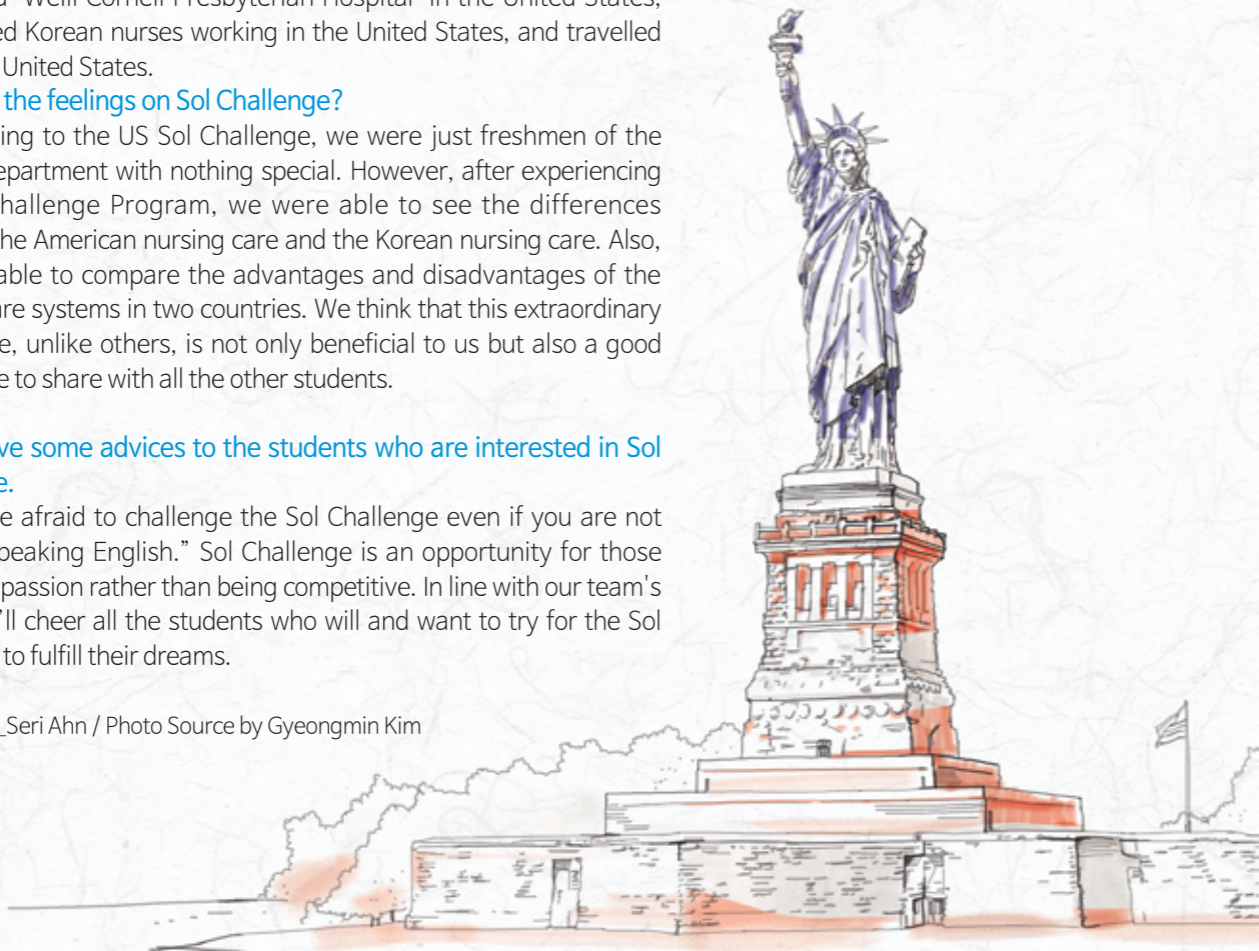 Weill Cornell Presbyterian Hospital in the United States,
ed Korean nurses working in the United States, and travelled
United States.
the feelings on Sol Challenge?
ing to the US Sol Challenge, we were just freshmen of the
epartment with nothing special. However, after experiencing
hallenge Program, we were able to see the differences
he American nursing care and the Korean nursing care. Also,
able to compare the advantages and disadvantages of the
re systems in two countries. We think that this extraordinary
e, unlike others, is not only beneficial to us but also a good
e to share with all the other students.
ve some advices to the students who are interested in Sol
e.
e afraid to challenge the Sol Challenge even if you are not
peaking English.” Sol Challenge is an opportunity for those
passion rather than being competitive. In line with our team's
’ll cheer all the students who will and want to try for the Sol
to fulfill their dreams.
_Seri Ahn / Photo Source by Gyeongmin Kim